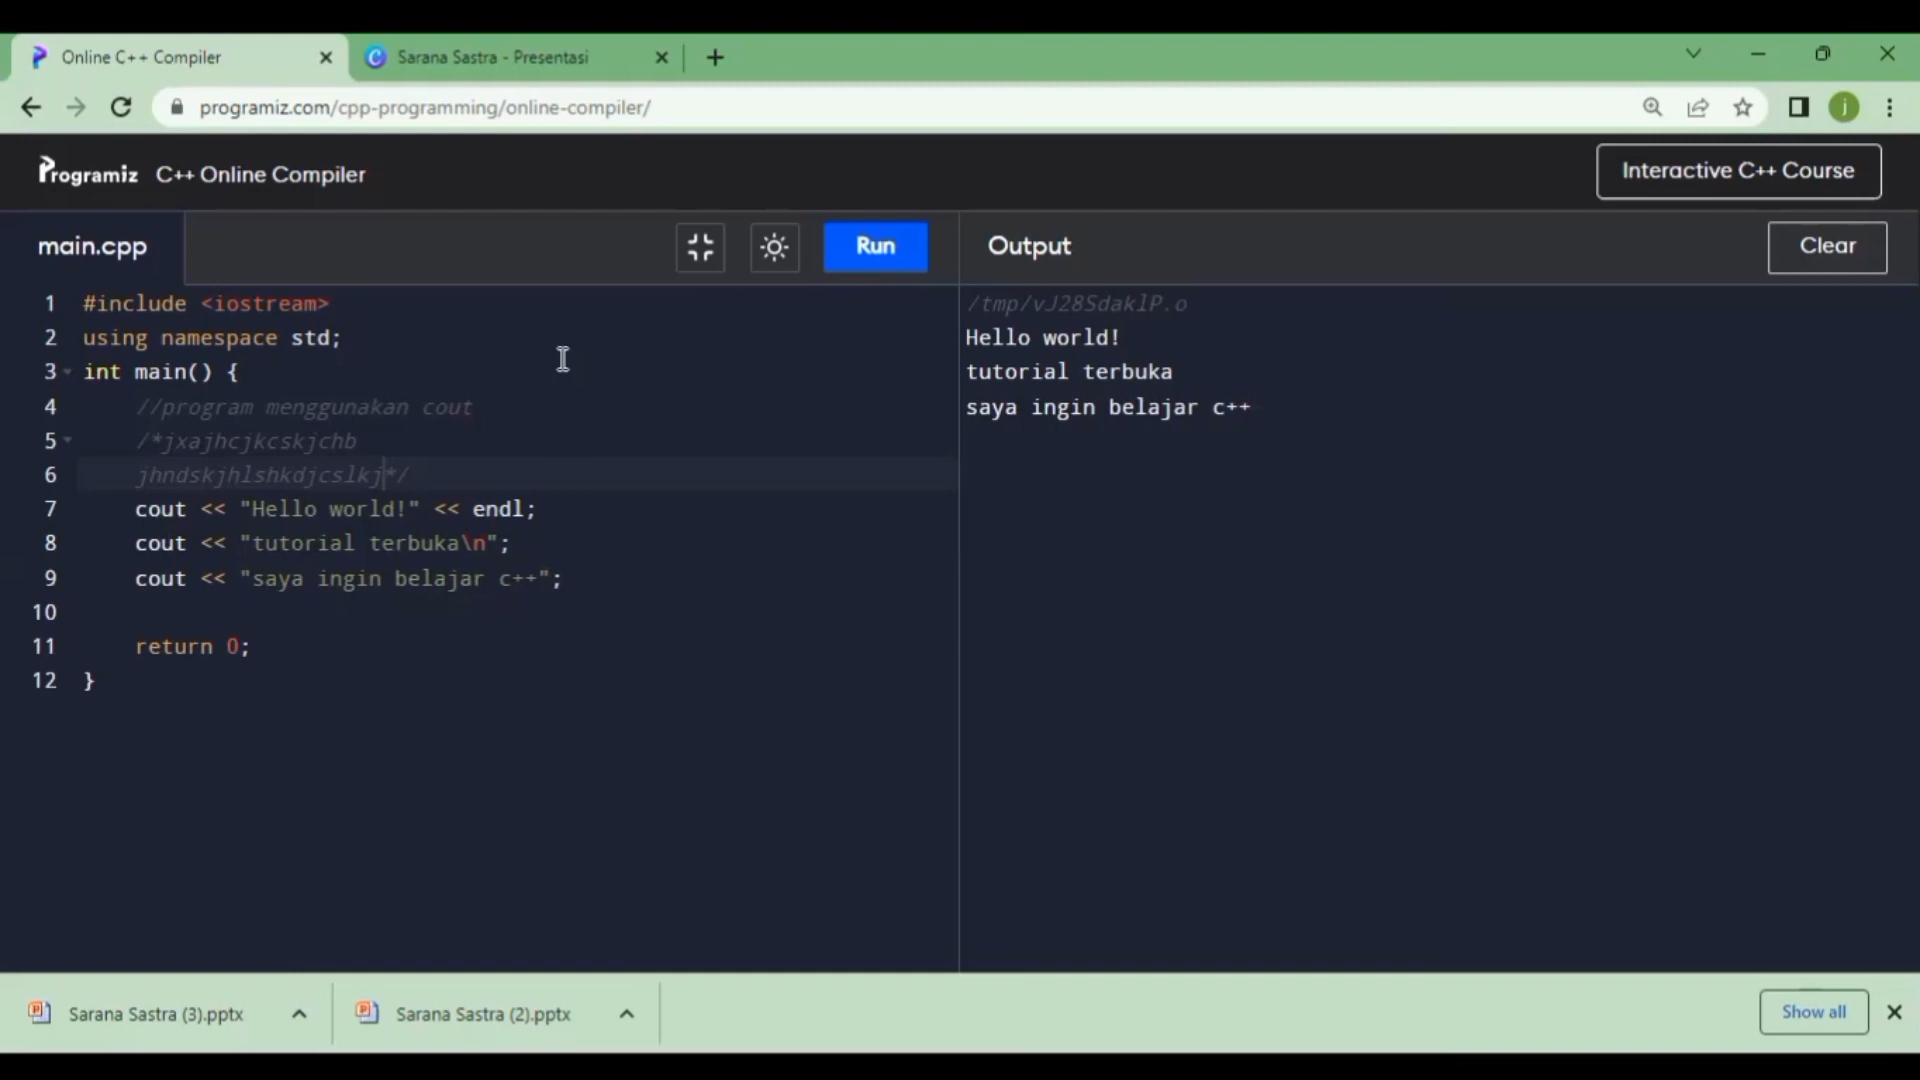 Online C++ Compiler
Sarana Sastra - Presentasi
programiz.com/cpp-programming/online-compiler/
j
Programiz C++ Online Compiler
Interactive C++ Course
main.cpp
Run
Output
Clear
1 #include <iostream>
2 using namespace std;
3 int main() {
4 //program menggunakan cout
5 /*jxajhcjkcskjchb
6 jhndskjhlshkdjcslkj*/
7 cout << "Hello world!" << endl;
8 cout << "tutorial terbuka\n";
9 cout << "saya ingin belajar c++";
10
11 return 0;
12 }
/tmp/vJ28SdaklP.o
Hello world!
tutorial terbuka
saya ingin belajar c++
Sarana Sastra (3).pptx
Sarana Sastra (2).pptx
Show all